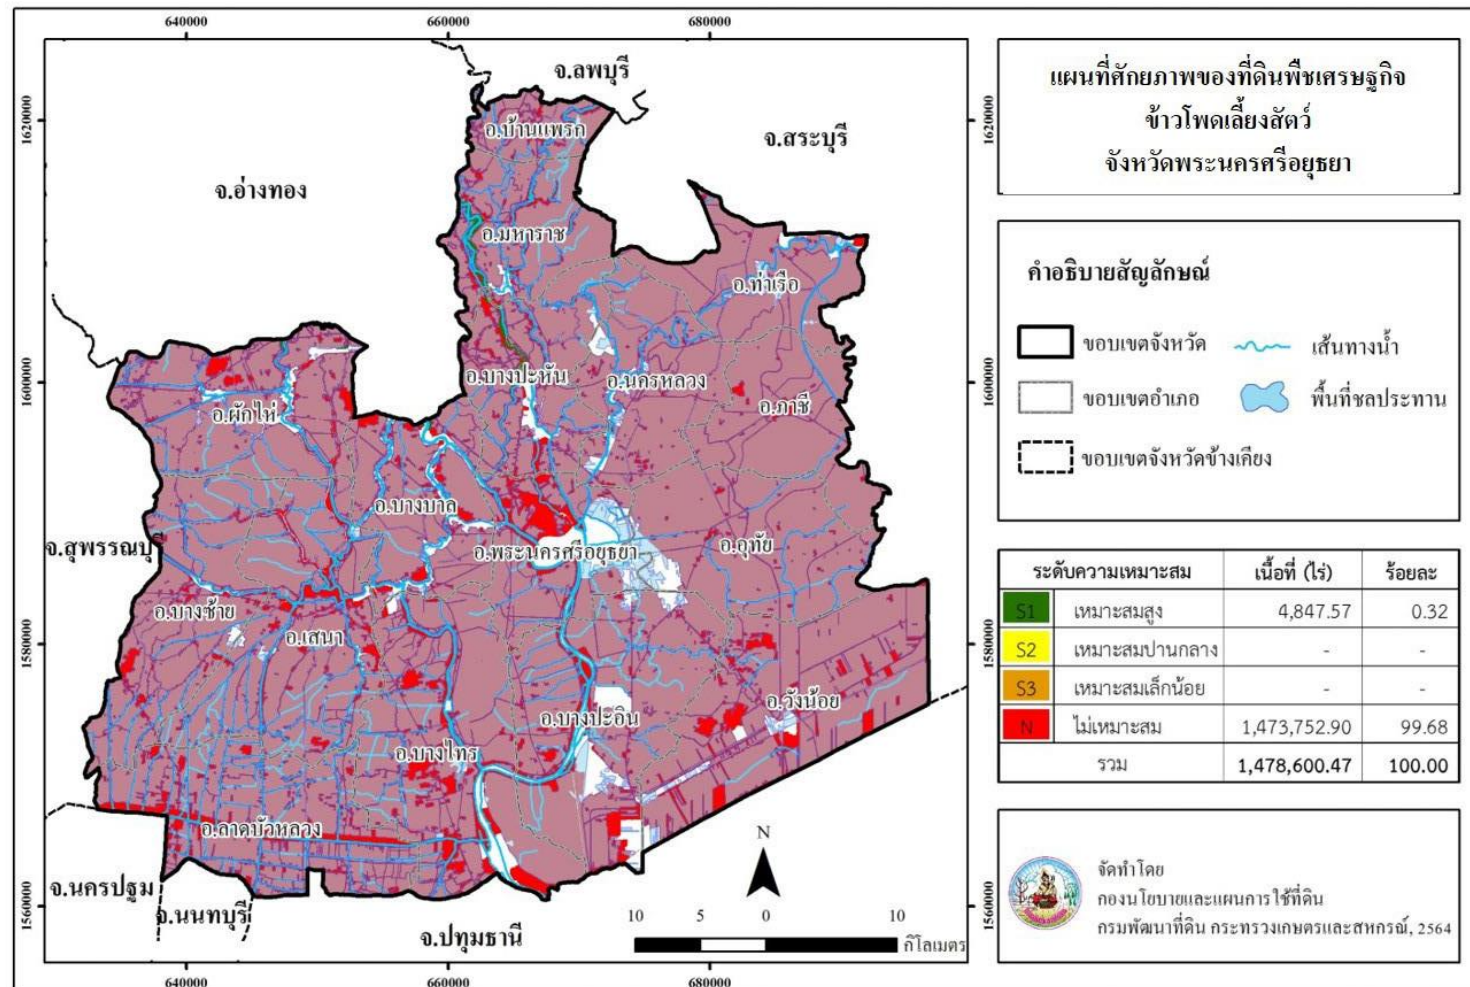 640000 660000 680000
แผนที่ศักยภาพของที่ดินพืชเศรษฐกิจ
ข้าวโพดเลี้ยงสัตว์
จังหวัดพระนครศรีอยุธยา
จ.ลพบุรี
จ.สระบุรี
จ.อ่างทอง
จ.สุพรรณบุรี
จ.นครปฐม
จ.นนทบุรี
จ.ปทุมธานี
อ.บ้านแพรก
อ.มหาราช
อ.ท่าเรือ
อ.บางปะหัน
อ.นครหลวง
อ.ภาชี
อ.ผักไห่
อ.บางบาล
อ.พระนครศรีอยุธยา
อ.อุทัย
อ.บางซ้าย
อ.เสนา
อ.วังน้อย
อ.บางปะอิน
อ.บางไทร
อ.ลาดบัวหลวง
1620000 1620000
1600000 1600000
1580000 1580000
1560000 1560000
N
10 5 0 10
กิโลเมตร
640000 660000 680000
คำอธิบายสัญลักษณ์
ขอบเขตจังหวัด เส้นทางน้ำ
ขอบเขตอำเภอ พื้นที่ชลประทาน
ขอบเขตจังหวัดข้างเคียง
ระดับความเหมาะสม เนื้อที่ (ไร่) ร้อยละ
S1 เหมาะสมสูง 4,847.57 0.32
S2 เหมาะสมปานกลาง - -
S3 เหมาะสมเล็กน้อย - -
N ไม่เหมาะสม 1,473,752.90 99.68
รวม 1,478,600.47 100.00
จัดทำโดย
กองนโยบายและแผนการใช้ที่ดิน
กรมพัฒนาที่ดิน กระทรวงเกษตรและสหกรณ์, 2564